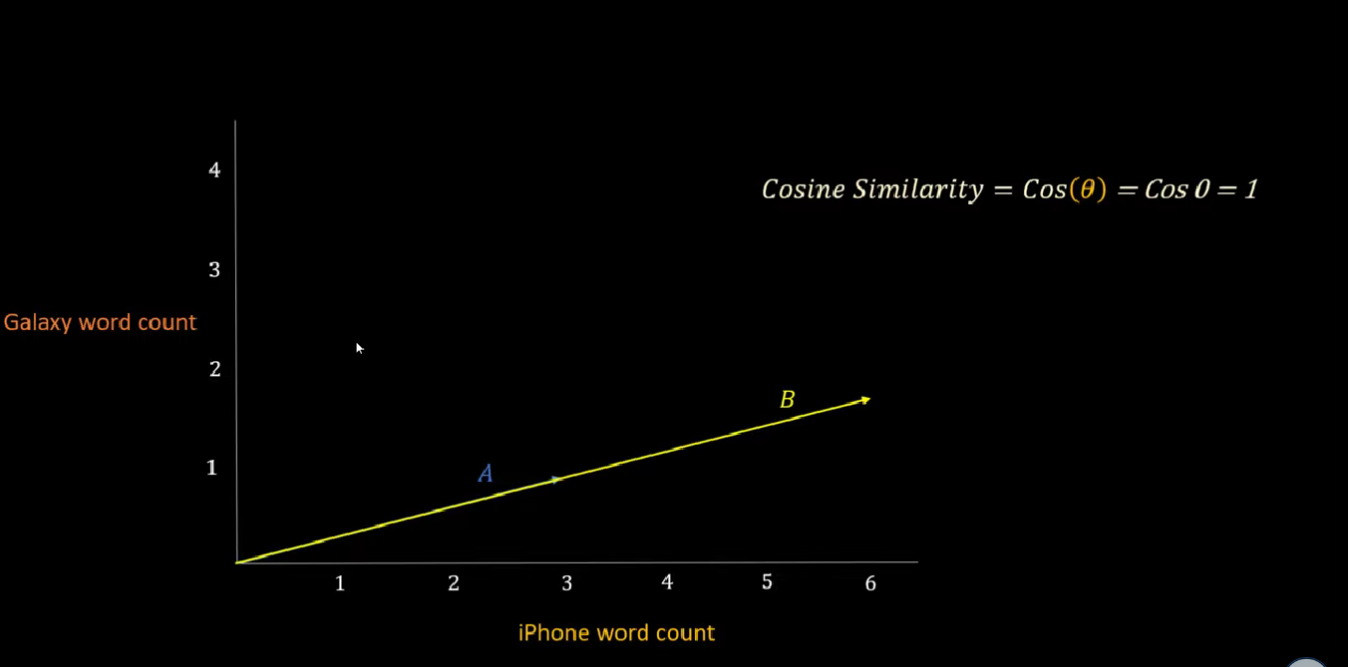 4
Cosine Similarity = Cos(θ) = Cos 0 = 1
3
Galaxy word count
2
B
1
A
1 2 3 4 5 6
iPhone word count